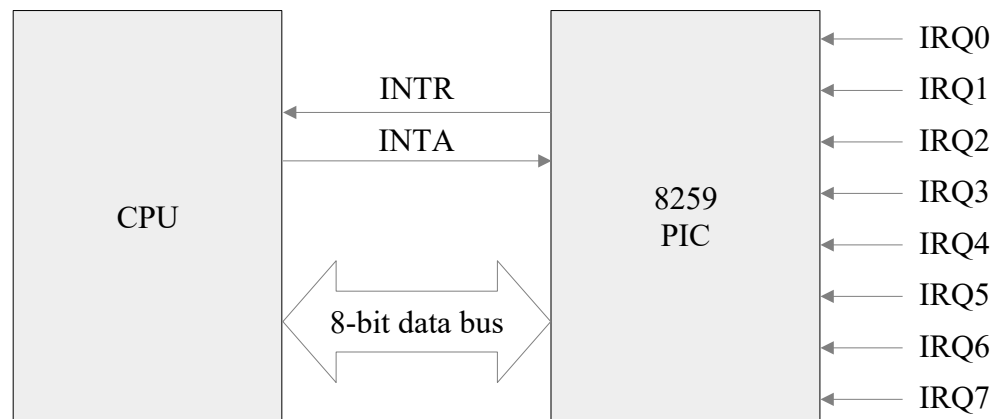 INTR
INTA
CPU
8259
PIC
8-bit data bus
IRQ0
IRQ1
IRQ2
IRQ3
IRQ4
IRQ5
IRQ6
IRQ7